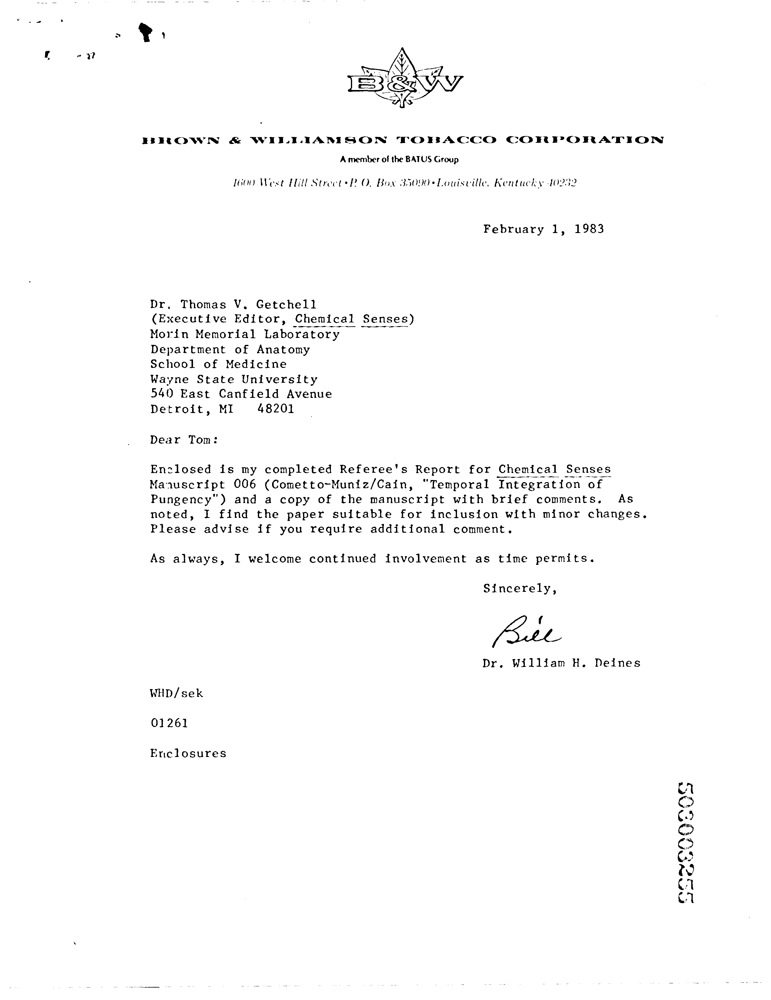 B&W
BROWN & WILLIAMSON TOBACCO CORPORATION
A member of the BATUS Group
1600 West Hill Street • P. O. Box 35090 • Louisville, Kentucky 40232
February 1, 1983
Dr. Thomas V. Getchell
(Executive Editor, Chemical Senses)
Morin Memorial Laboratory
Department of Anatomy
School of Medicine
Wayne State University
540 East Canfield Avenue
Detroit, MI 48201
Dear Tom:
Enclosed is my completed Referee's Report for Chemical Senses
Manuscript 006 (Cometto-Muniz/Cain, "Temporal Integration of
Pungency") and a copy of the manuscript with brief comments. As
noted, I find the paper suitable for inclusion with minor changes.
Please advise if you require additional comment.
As always, I welcome continued involvement as time permits.
Sincerely,
Bill
Dr. William H. Deines
WHD/sek
01261
Enclosures
503003255